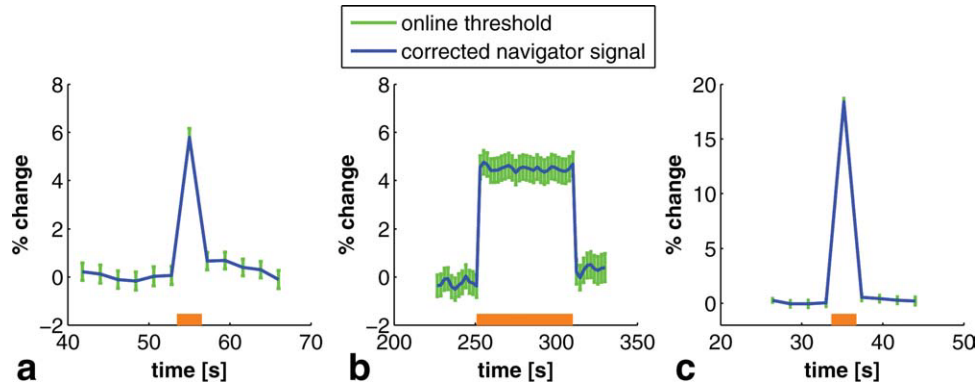 online threshold
corrected navigator signal
% change
8
6
4
2
0
−2
40 50 60 70
time [s]
a
% change
8
6
4
2
0
−2
200 250 300 350
time [s]
b
% change
20
15
10
5
0
20 30 40 50
time [s]
c